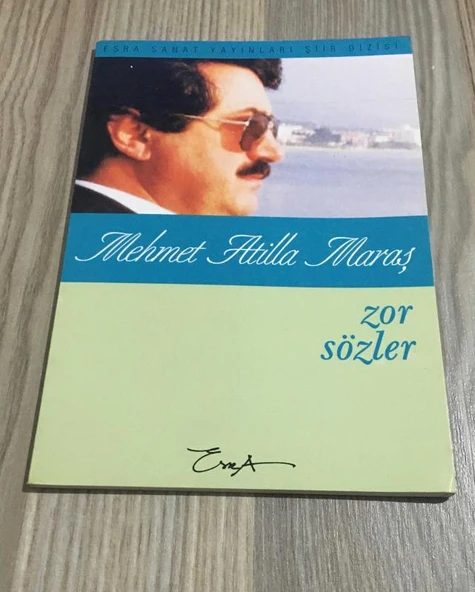 ESRA SANAT YAYINLARI ŞİİR DİZİSİ
Mehmet Atilla Maraş
zor
sözler
EsrA